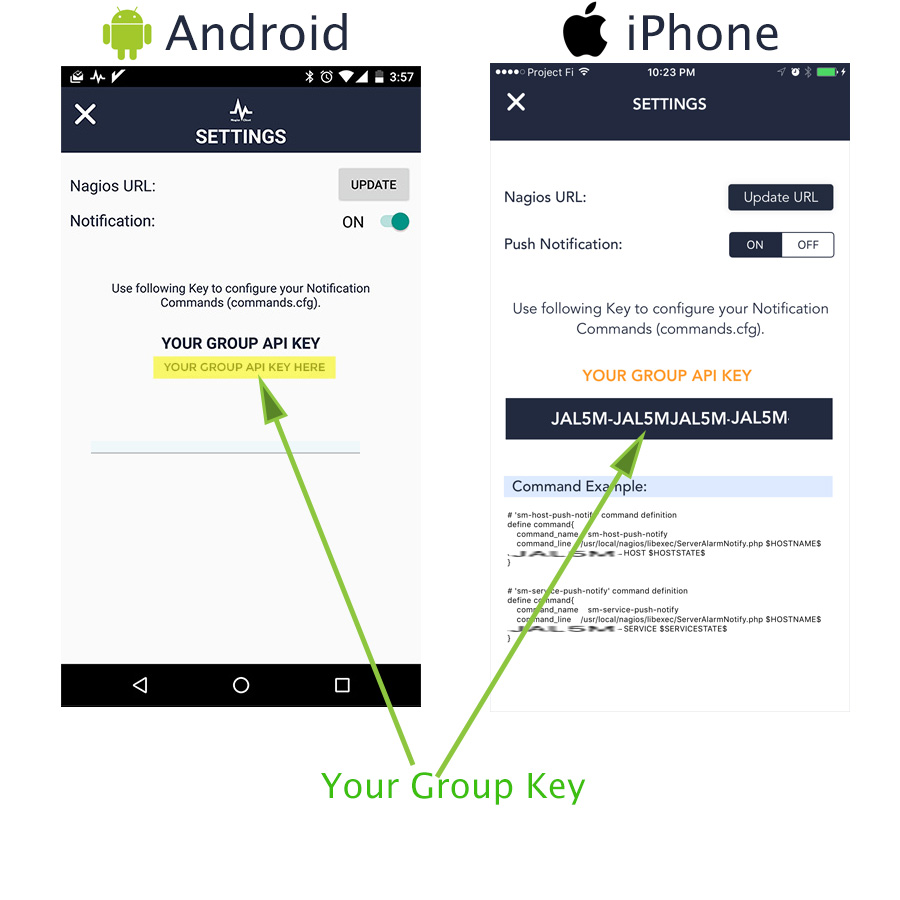 Android
3:57
SETTINGS
Nagios URL:
UPDATE
Notification:
ON
Use following Key to configure your Notification
Commands (commands.cfg).
YOUR GROUP API KEY
YOUR GROUP API KEY HERE
iPhone
Project Fi
10:23 PM
SETTINGS
Nagios URL:
Update URL
Push Notification:
ON
OFF
Use following Key to configure your Notification
Commands (commands.cfg).
YOUR GROUP API KEY
JAL5M-JAL5MJAL5M-JAL5M
Command Example:
# 'sm-host-push-notify' command definition
define command{
command_name sm-host-push-notify
command_line /usr/local/nagios/libexec/ServerAlarmNotify.php $HOSTNAME$
JAL5M -HOST $HOSTSTATE$
}
# 'sm-service-push-notify' command definition
define command{
command_name sm-service-push-notify
command_line /usr/local/nagios/libexec/ServerAlarmNotify.php $HOSTNAME$
JAL5M -SERVICE $SERVICESTATE$
}
Your Group Key